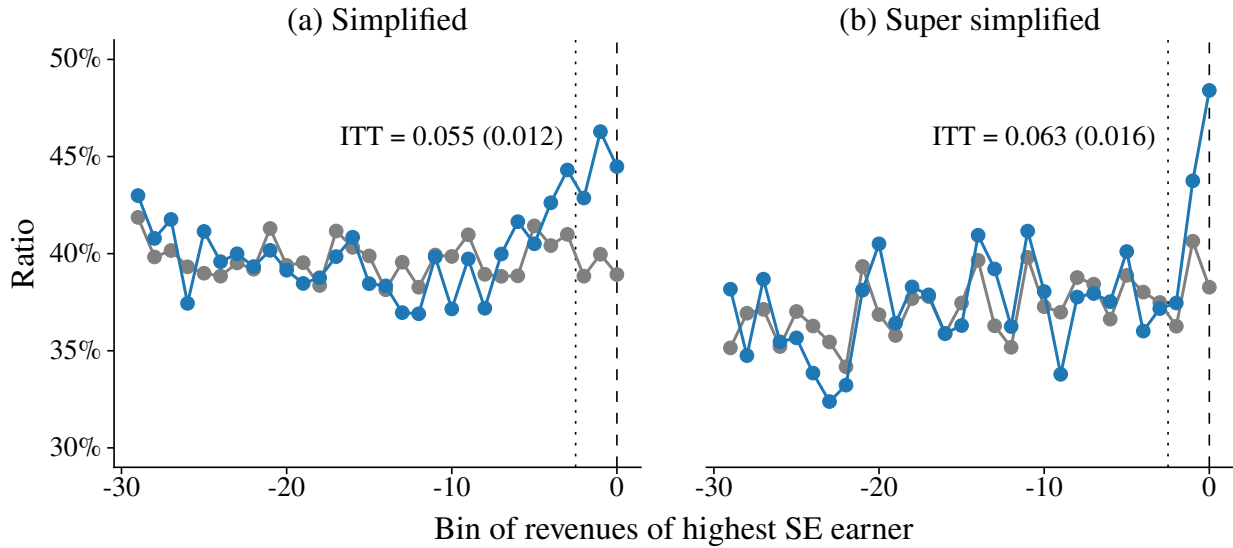 (a) Simplified
(b) Super simplified
50%
45%
40%
35%
30%
Ratio
ITT = 0.055 (0.012)
ITT = 0.063 (0.016)
-30 -20 -10 0
-30 -20 -10 0
Bin of revenues of highest SE earner